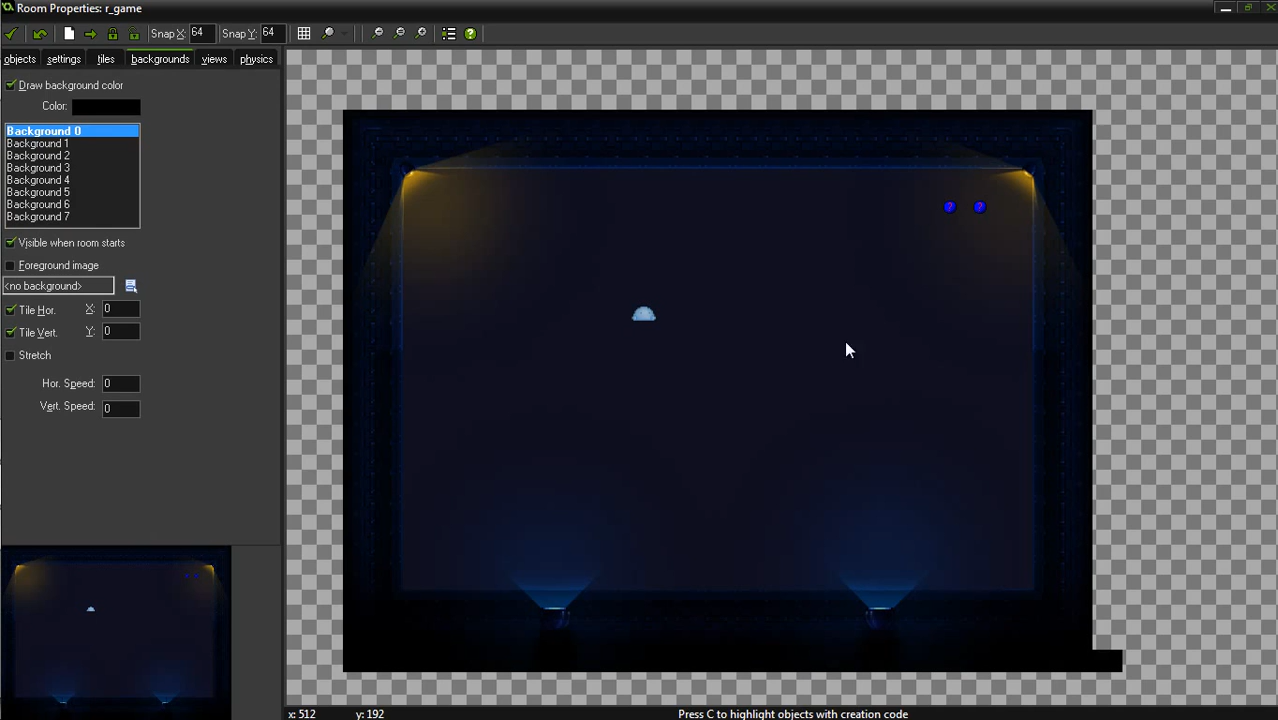 Room Properties: r_game
Snap X: 64 Snap Y: 64
objects settings tiles backgrounds views physics
Draw background color
Color:
Background 0
Background 1
Background 2
Background 3
Background 4
Background 5
Background 6
Background 7
Visible when room starts
Foreground image
<no background>
Tile Hor. X: 0
Tile Vert. Y: 0
Stretch
Hor. Speed: 0
Vert. Speed: 0
? ?
x: 512 y: 192 Press C to highlight objects with creation code